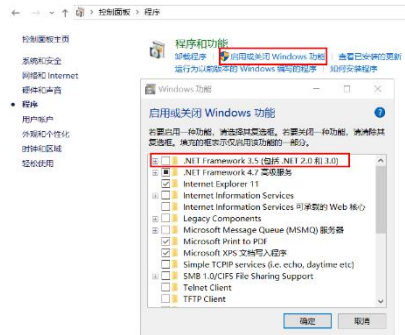 控制面板 > 程序
控制面板主页
系统和安全
网络和 Internet
硬件和声音
程序
用户帐户
外观和个性化
时钟和区域
轻松使用
程序和功能
卸载程序
启用或关闭 Windows 功能
查看已安装的更新
运行为以前版本的 Windows 编写的程序
如何安装程序
Windows 功能
启用或关闭 Windows 功能
若要启用一种功能，请选择其复选框。若要关闭一种功能，请清除其
复选框。填充的框表示仅启用该功能的一部分。
.NET Framework 3.5 (包括 .NET 2.0 和 3.0)
.NET Framework 4.7 高级服务
Internet Explorer 11
Internet Information Services
Internet Information Services 可承载的 Web 核心
Legacy Components
Microsoft Message Queue (MSMQ) 服务器
Microsoft Print to PDF
Microsoft XPS 文档写入程序
Simple TCPIP services (i.e. echo, daytime etc)
SMB 1.0/CIFS File Sharing Support
Telnet Client
TFTP Client
确定
取消